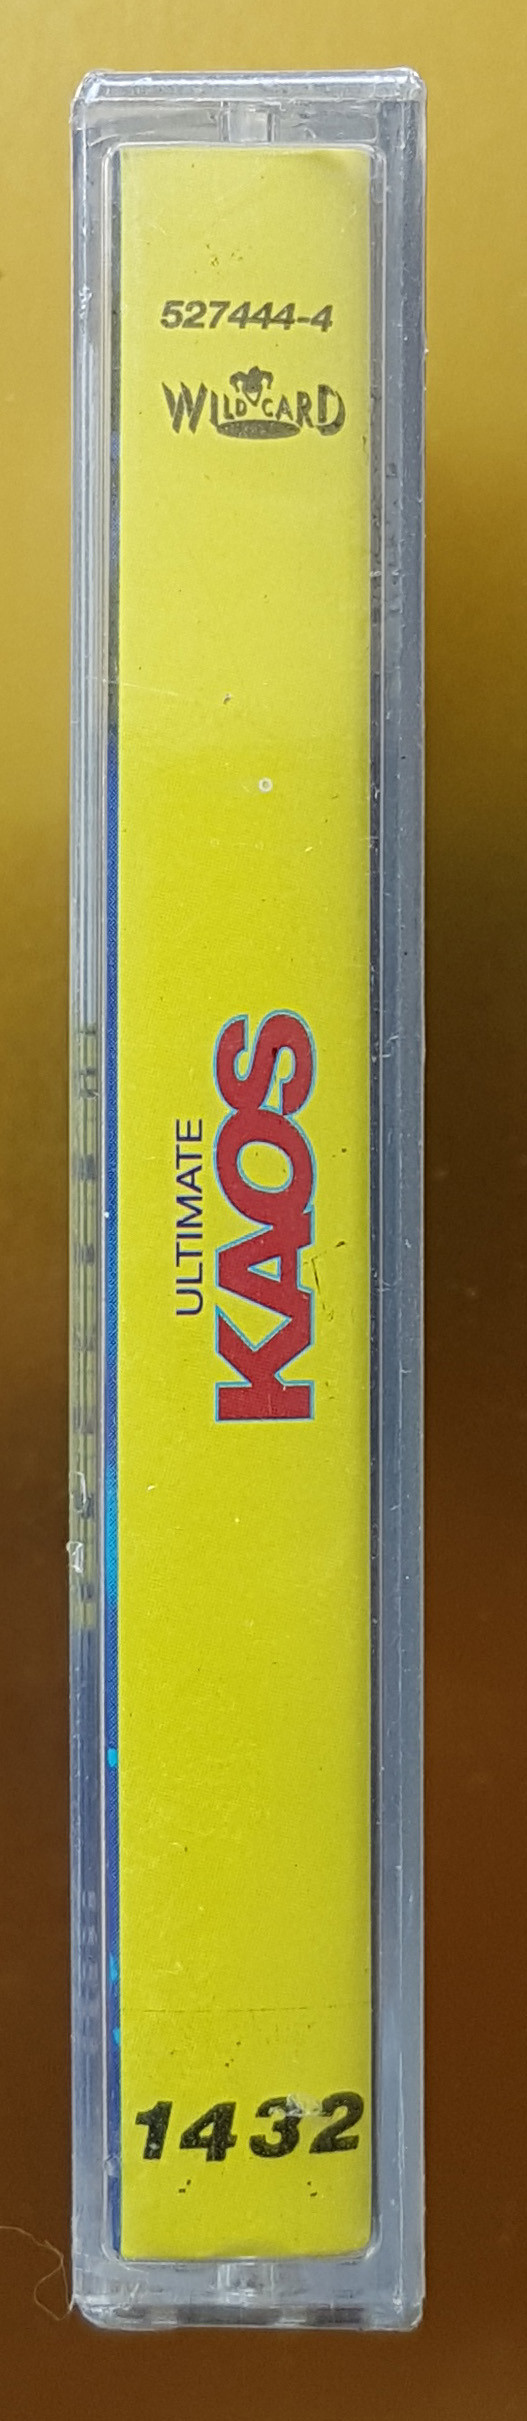 527444-4
WILDCARD
ULTIMATE
KAOS
1432